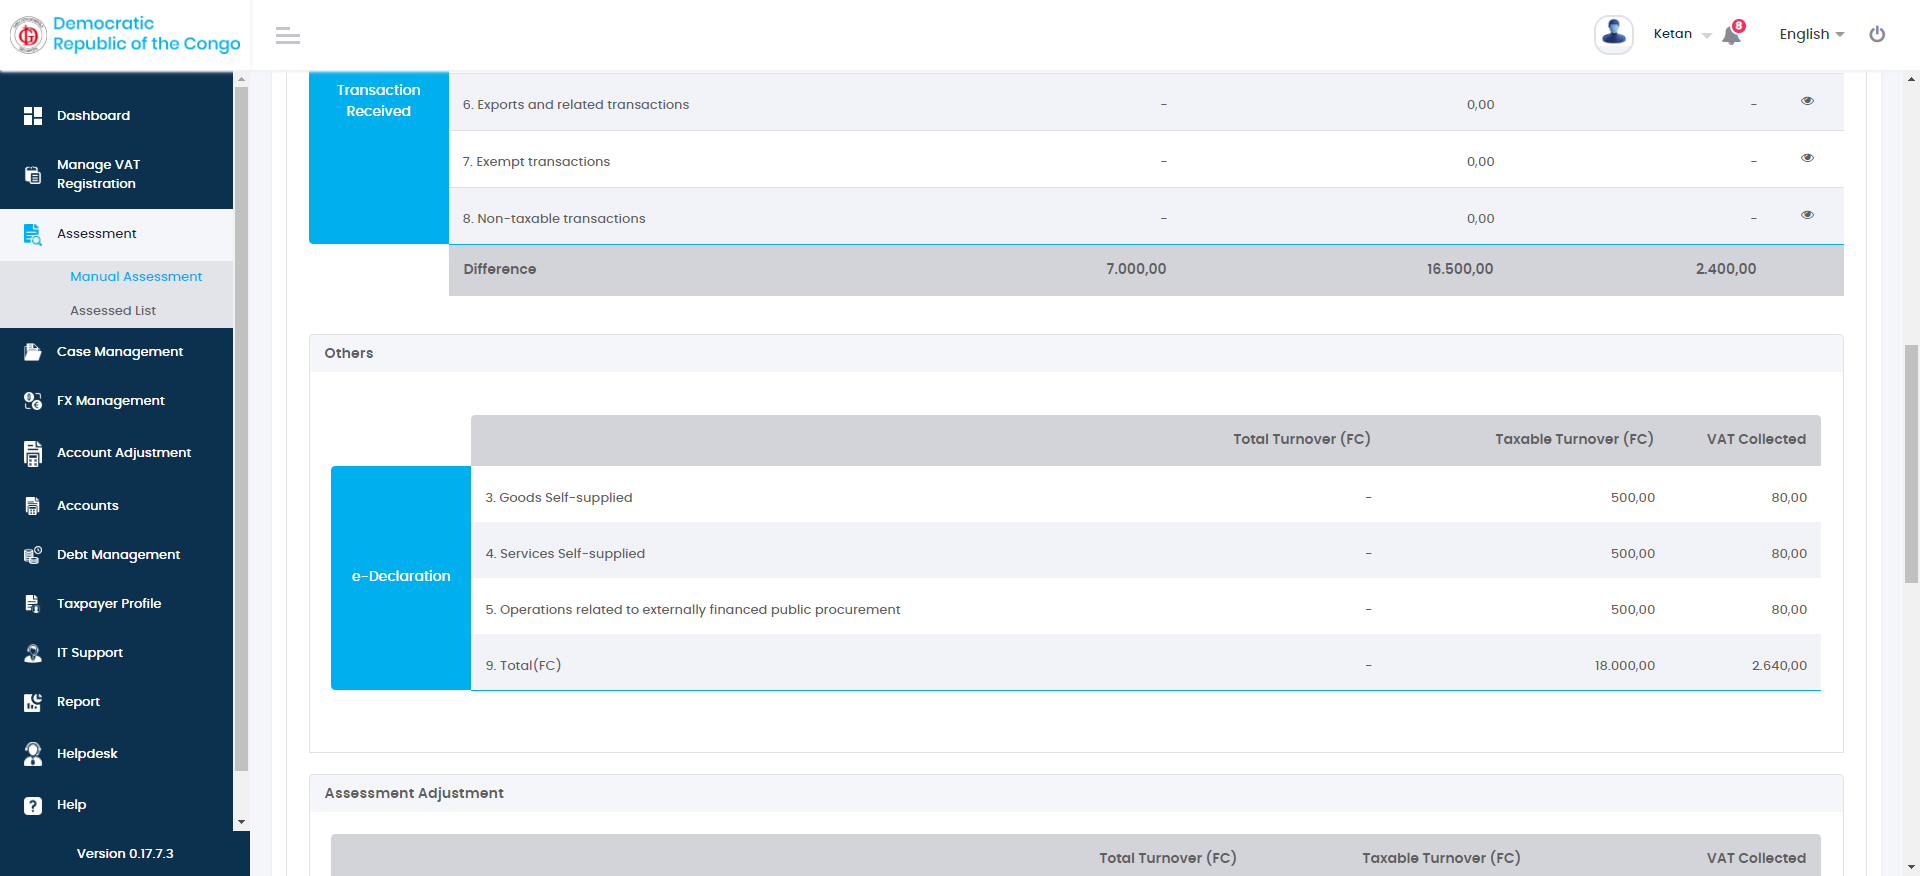 Democratic
Republic of the Congo
Ketan
8
English
Dashboard
Manage VAT
Registration
Assessment
Manual Assessment
Assessed List
Case Management
FX Management
Account Adjustment
Accounts
Debt Management
Taxpayer Profile
IT Support
Report
Helpdesk
Help
Version 0.17.7.3
Transaction
Received
6. Exports and related transactions - 0,00 -
7. Exempt transactions - 0,00 -
8. Non-taxable transactions - 0,00 -
Difference 7.000,00 16.500,00 2.400,00
Others
Total Turnover (FC) Taxable Turnover (FC) VAT Collected
e-Declaration
3. Goods Self-supplied - 500,00 80,00
4. Services Self-supplied - 500,00 80,00
5. Operations related to externally financed public procurement - 500,00 80,00
9. Total(FC) - 18.000,00 2.640,00
Assessment Adjustment
Total Turnover (FC) Taxable Turnover (FC) VAT Collected